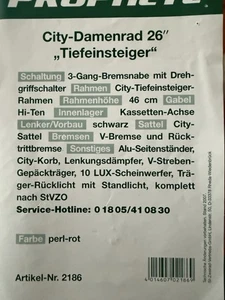 PROPHETE
City-Damenrad 26"
„Tiefeinsteiger"
Schaltung 3-Gang-Bremsnabe mit Dreh-
griffschalter Rahmen City-Tiefeinsteiger-
Rahmen Rahmenhöhe 46 cm Gabel
Hi-Ten Innenlager Kassetten-Achse
Lenker/Vorbau schwarz Sattel City-
Sattel Bremsen V-Bremse und Rück-
trittbremse Sonstiges Alu-Seitenständer,
City-Korb, Lenkungsdämpfer, V-Streben-
Gepäckträger, 10 LUX-Scheinwerfer, Trä-
ger-Rücklicht mit Standlicht, komplett
nach StVZO
Service-Hotline: 0 18 05/41 08 30
Farbe perl-rot
Artikel-Nr. 2186